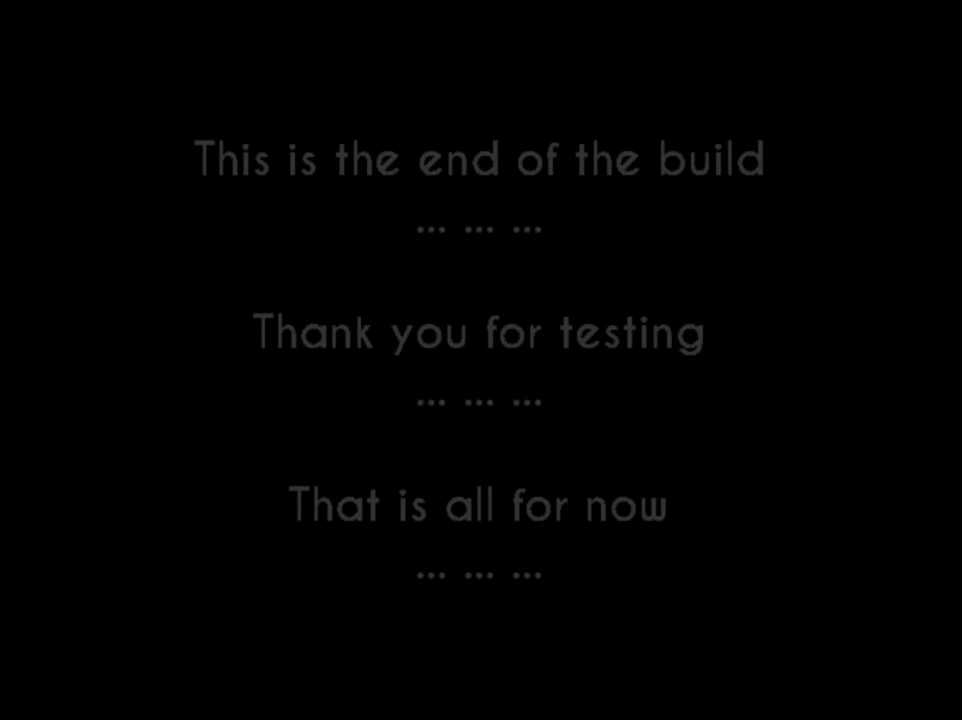 This is the end of the build
... ... ...
Thank you for testing
... ... ...
That is all for now
... ... ...